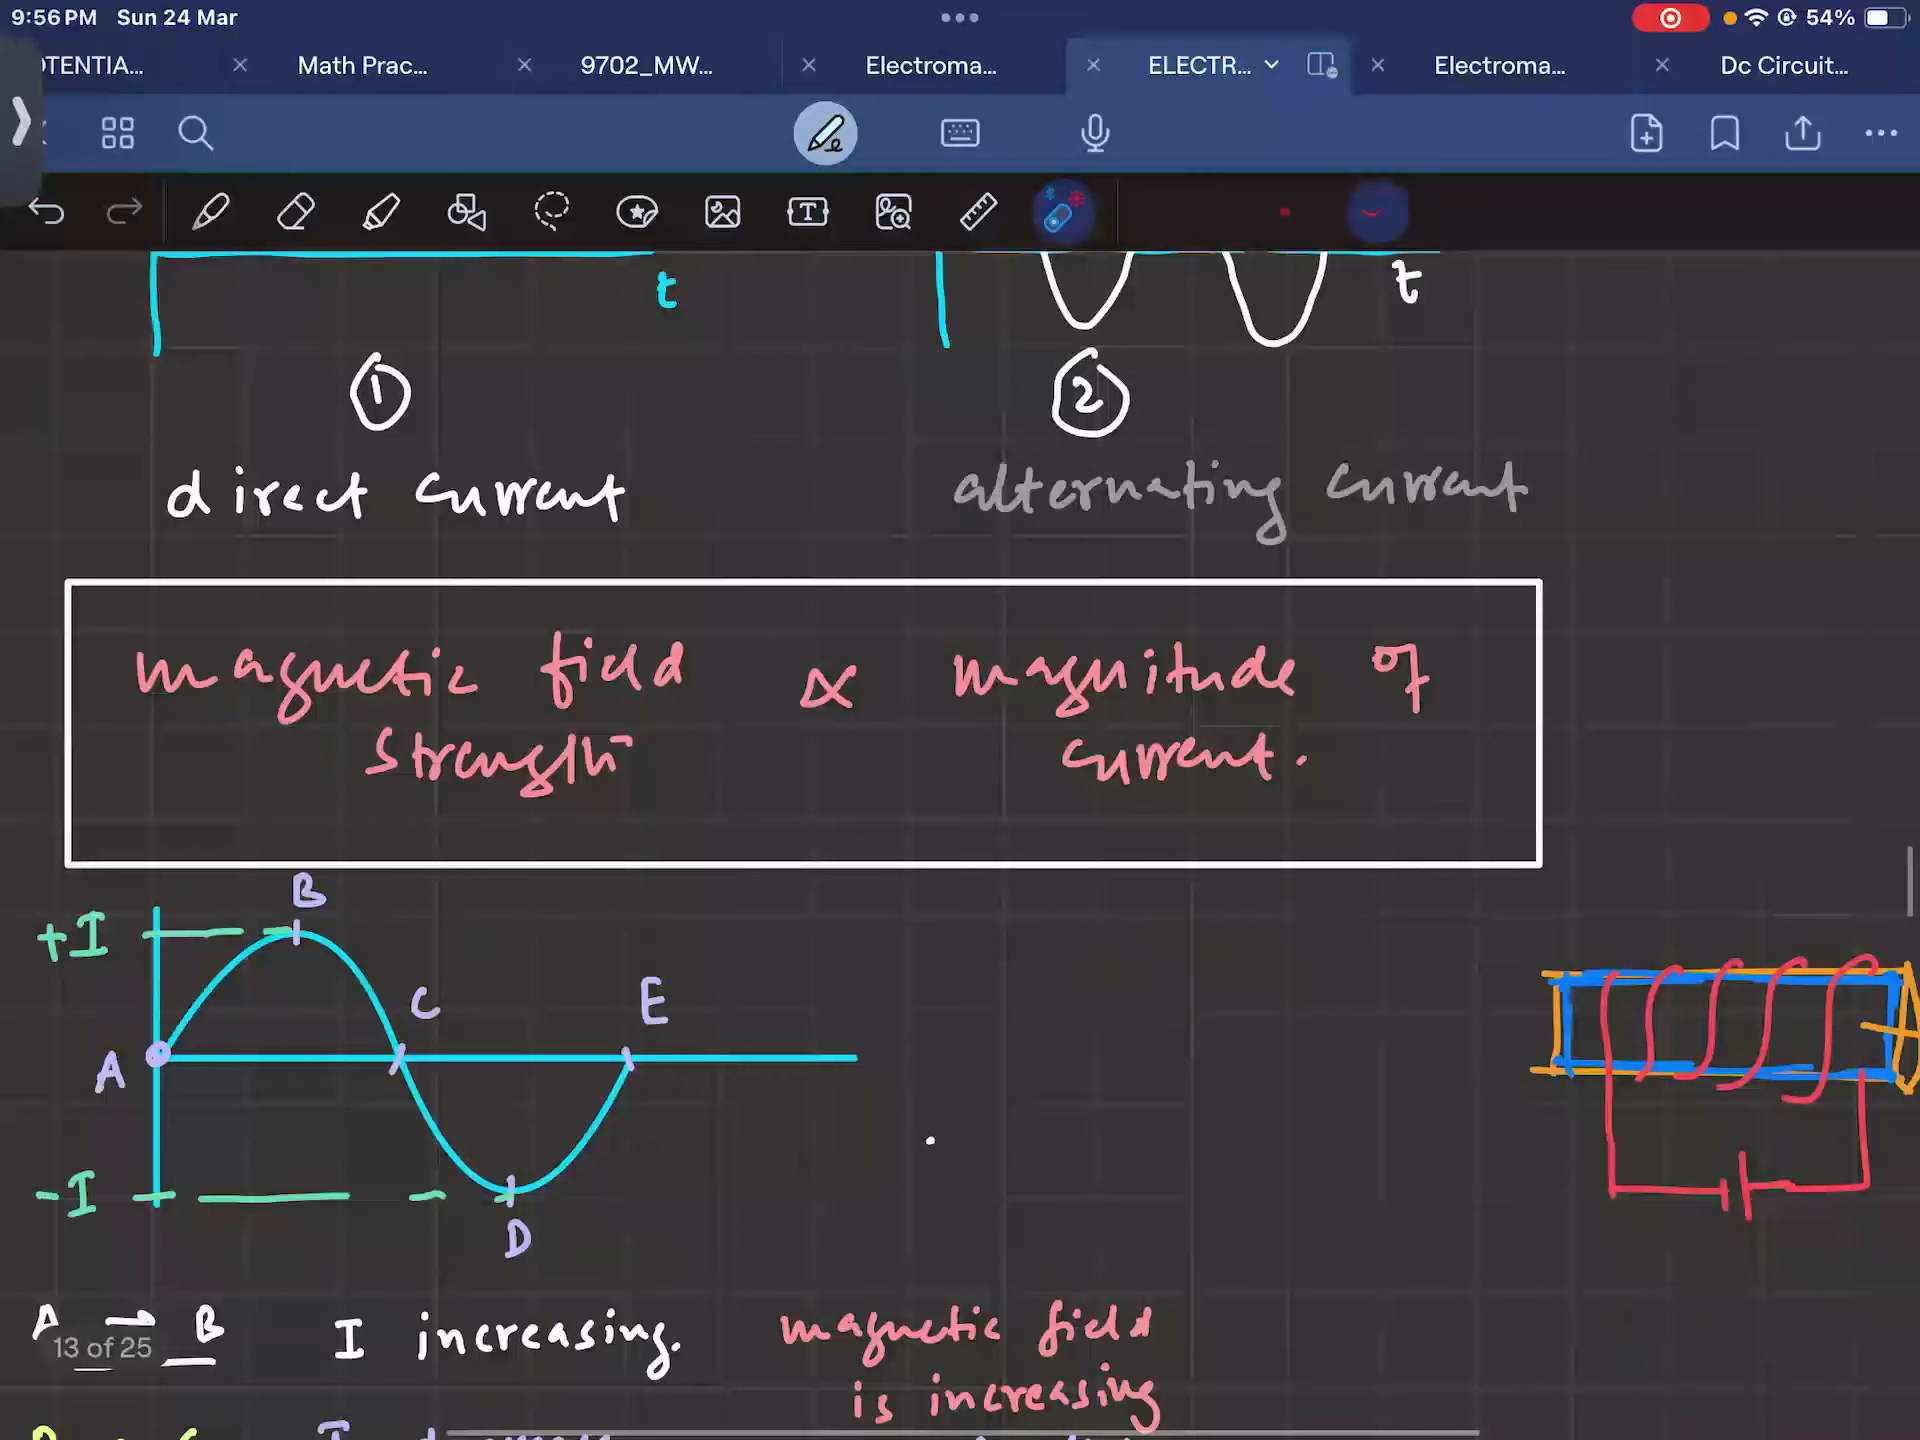 9:56 PM Sun 24 Mar
54%
OTENTIA...
Math Prac...
9702_MW...
Electroma...
ELECTR...
Electroma...
Dc Circuit...
t
t
1
2
direct current
alternating current
magnetic field ∝ magnitude of
strength current.
B
+I
C
E
A
-I
D
A → B I increasing. magnetic field
13 of 25
is increasing